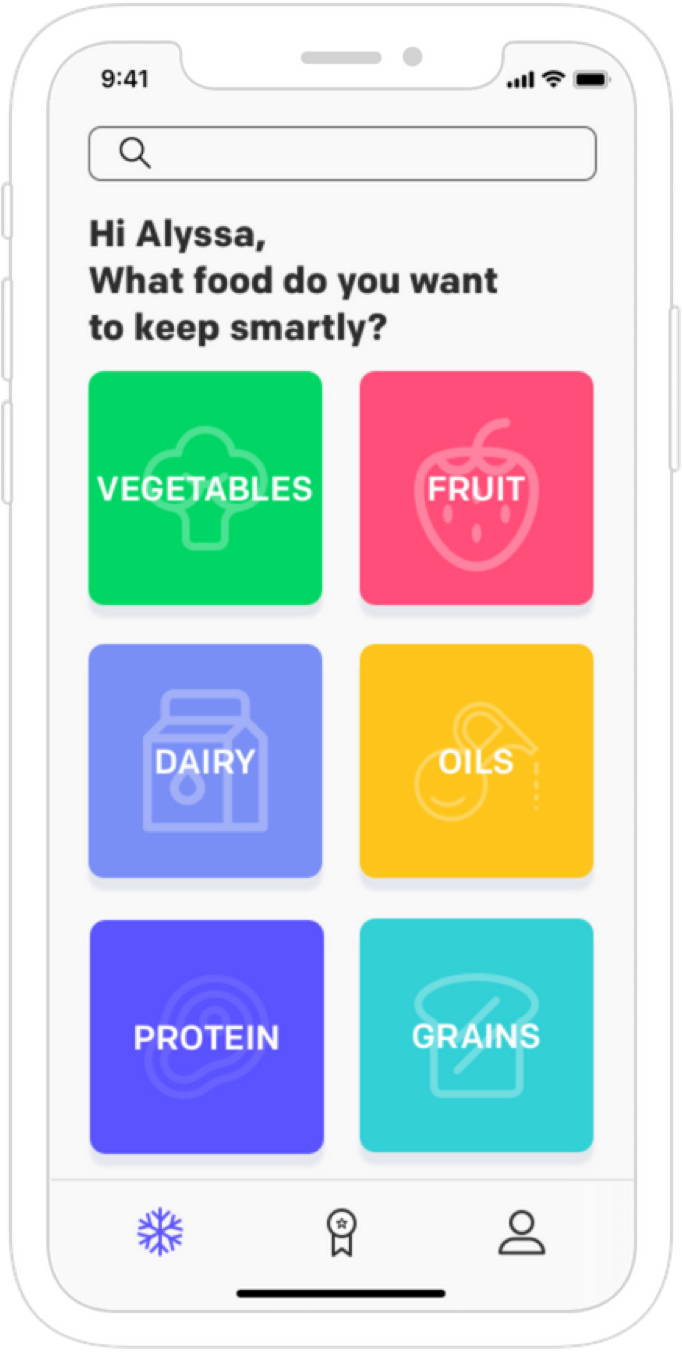 9:41
Hi Alyssa,
What food do you want
to keep smartly?
VEGETABLES
FRUIT
DAIRY
OILS
PROTEIN
GRAINS